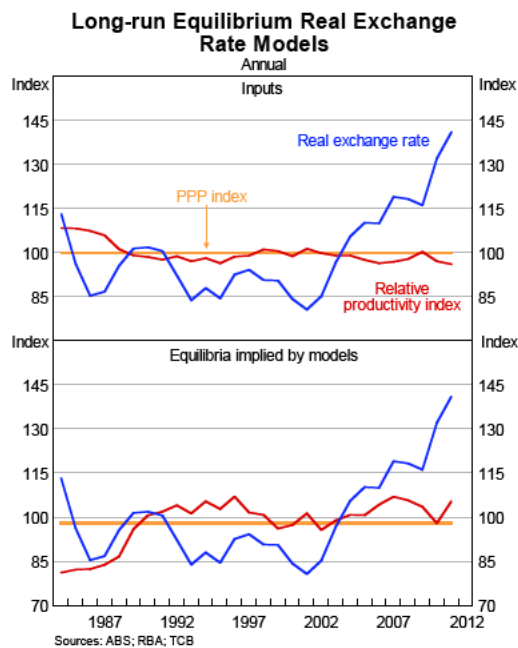 Long-run Equilibrium Real Exchange
Rate Models
Annual
Index Index
Inputs
145 145
Real exchange rate
130 130
PPP index
115 115
100 100
Relative
85 productivity index 85
Index Index
Equilibria implied by models
145 145
130 130
115 115
100 100
85 85
70 70
1987 1992 1997 2002 2007 2012
Sources: ABS; RBA; TCB